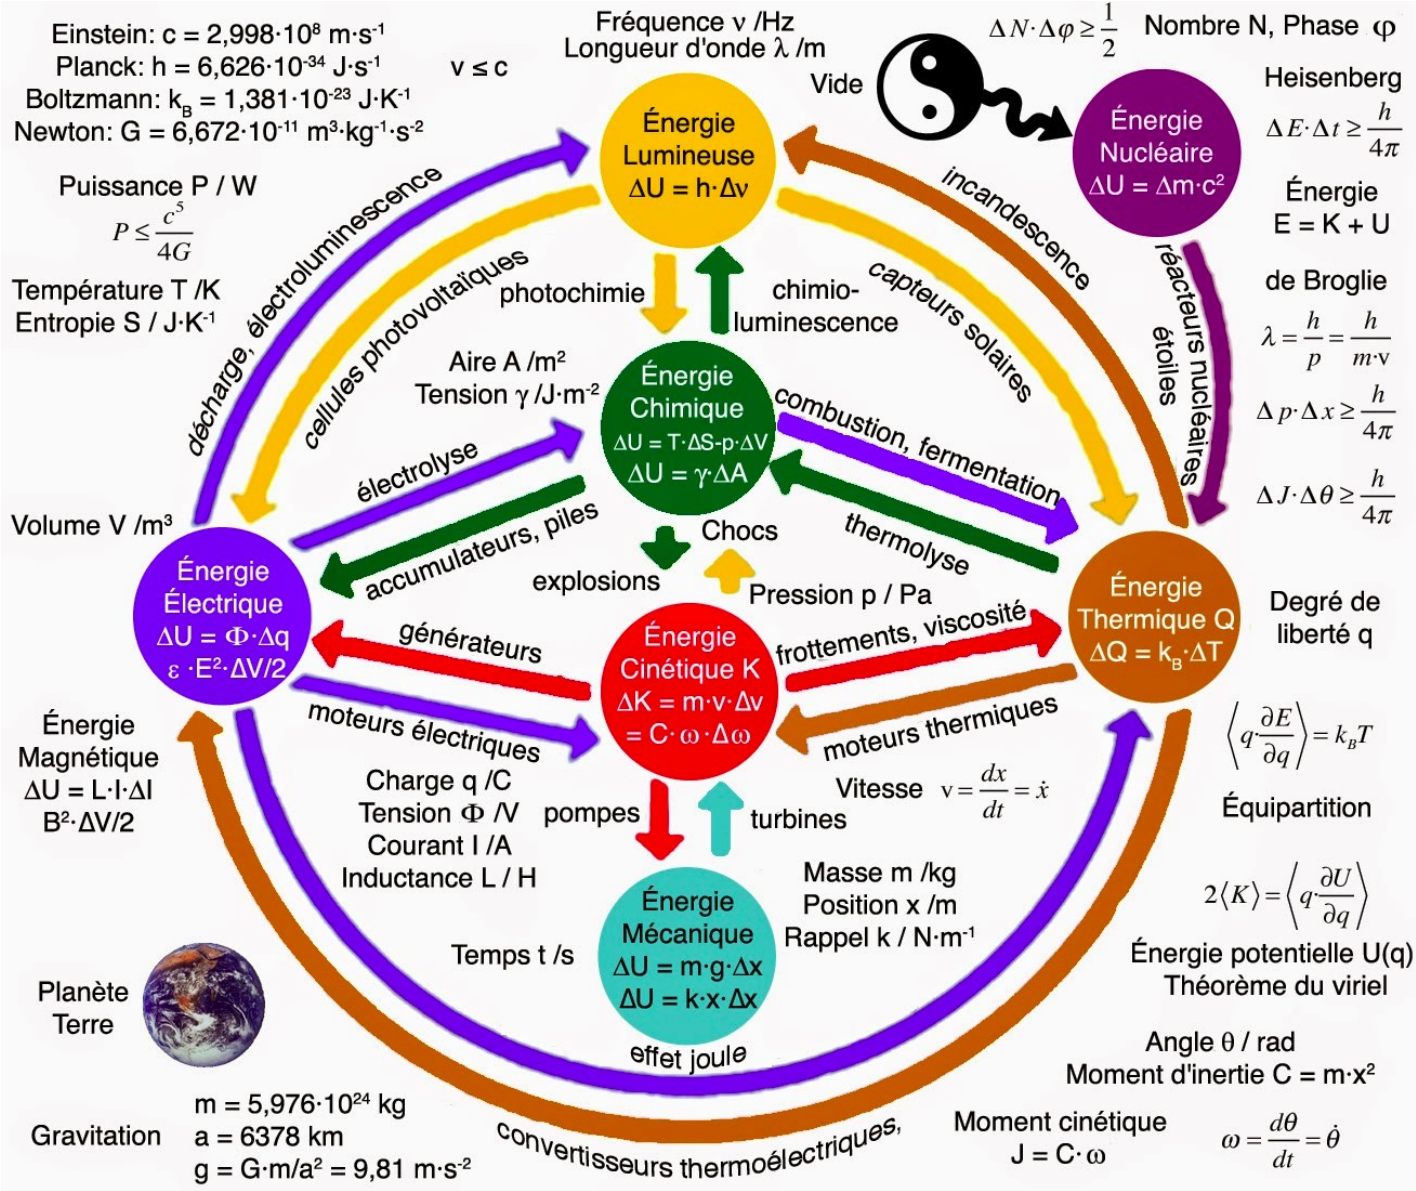 Einstein: c = 2,998·10⁸ m·s⁻¹
Planck: h = 6,626·10⁻³⁴ J·s⁻¹
Boltzmann: k_B = 1,381·10⁻²³ J·K⁻¹
Newton: G = 6,672·10⁻¹¹ m³·kg⁻¹·s⁻²
v ≤ c
Puissance P / W
P ≤ c⁵/4G
Température T /K
Entropie S / J·K⁻¹
Fréquence ν /Hz
Longueur d'onde λ /m
Vide
ΔN·Δφ ≥ 1/2
Nombre N, Phase φ
Énergie
Lumineuse
ΔU = h·Δν
Énergie
Nucléaire
ΔU = Δm·c²
Heisenberg
ΔE·Δt ≥ h/4π
Énergie
E = K + U
de Broglie
λ = h/p = h/m·v
Δp·Δx ≥ h/4π
ΔJ·Δθ ≥ h/4π
décharge, électroluminescence
cellules photovoltaïques
photochimie
chimio-
luminescence
capteurs solaires
incandescence
réacteurs nucléaires
étoiles
Aire A /m²
Tension γ /J·m⁻²
Énergie
Chimique
ΔU = T·ΔS-p·ΔV
ΔU = γ·ΔA
électrolyse
accumulateurs, piles
combustion, fermentation
thermolyse
Volume V /m³
Chocs
explosions
Pression p / Pa
Énergie
Électrique
ΔU = Φ·Δq
ε·E²·ΔV/2
Énergie
Thermique Q
ΔQ = k_B·ΔT
Degré de
liberté q
générateurs
moteurs électriques
Énergie
Cinétique K
ΔK = m·v·Δv
= C·ω·Δω
frottements, viscosité
moteurs thermiques
Énergie
Magnétique
ΔU = L·I·ΔI
B²·ΔV/2
Charge q /C
Tension Φ /V
Courant I /A
Inductance L / H
pompes
turbines
Vitesse v = dx/dt = ẋ
⟨q·∂E/∂q⟩ = k_BT
Équipartition
2⟨K⟩ = ⟨q·∂U/∂q⟩
Énergie potentielle U(q)
Théorème du viriel
Masse m /kg
Position x /m
Rappel k / N·m⁻¹
Temps t /s
Énergie
Mécanique
ΔU = m·g·Δx
ΔU = k·x·Δx
effet joule
convertisseurs thermoélectriques,
Planète
Terre
Gravitation
m = 5,976·10²⁴ kg
a = 6378 km
g = G·m/a² = 9,81 m·s⁻²
Angle θ / rad
Moment d'inertie C = m·x²
Moment cinétique
J = C·ω
ω = dθ/dt = θ̇